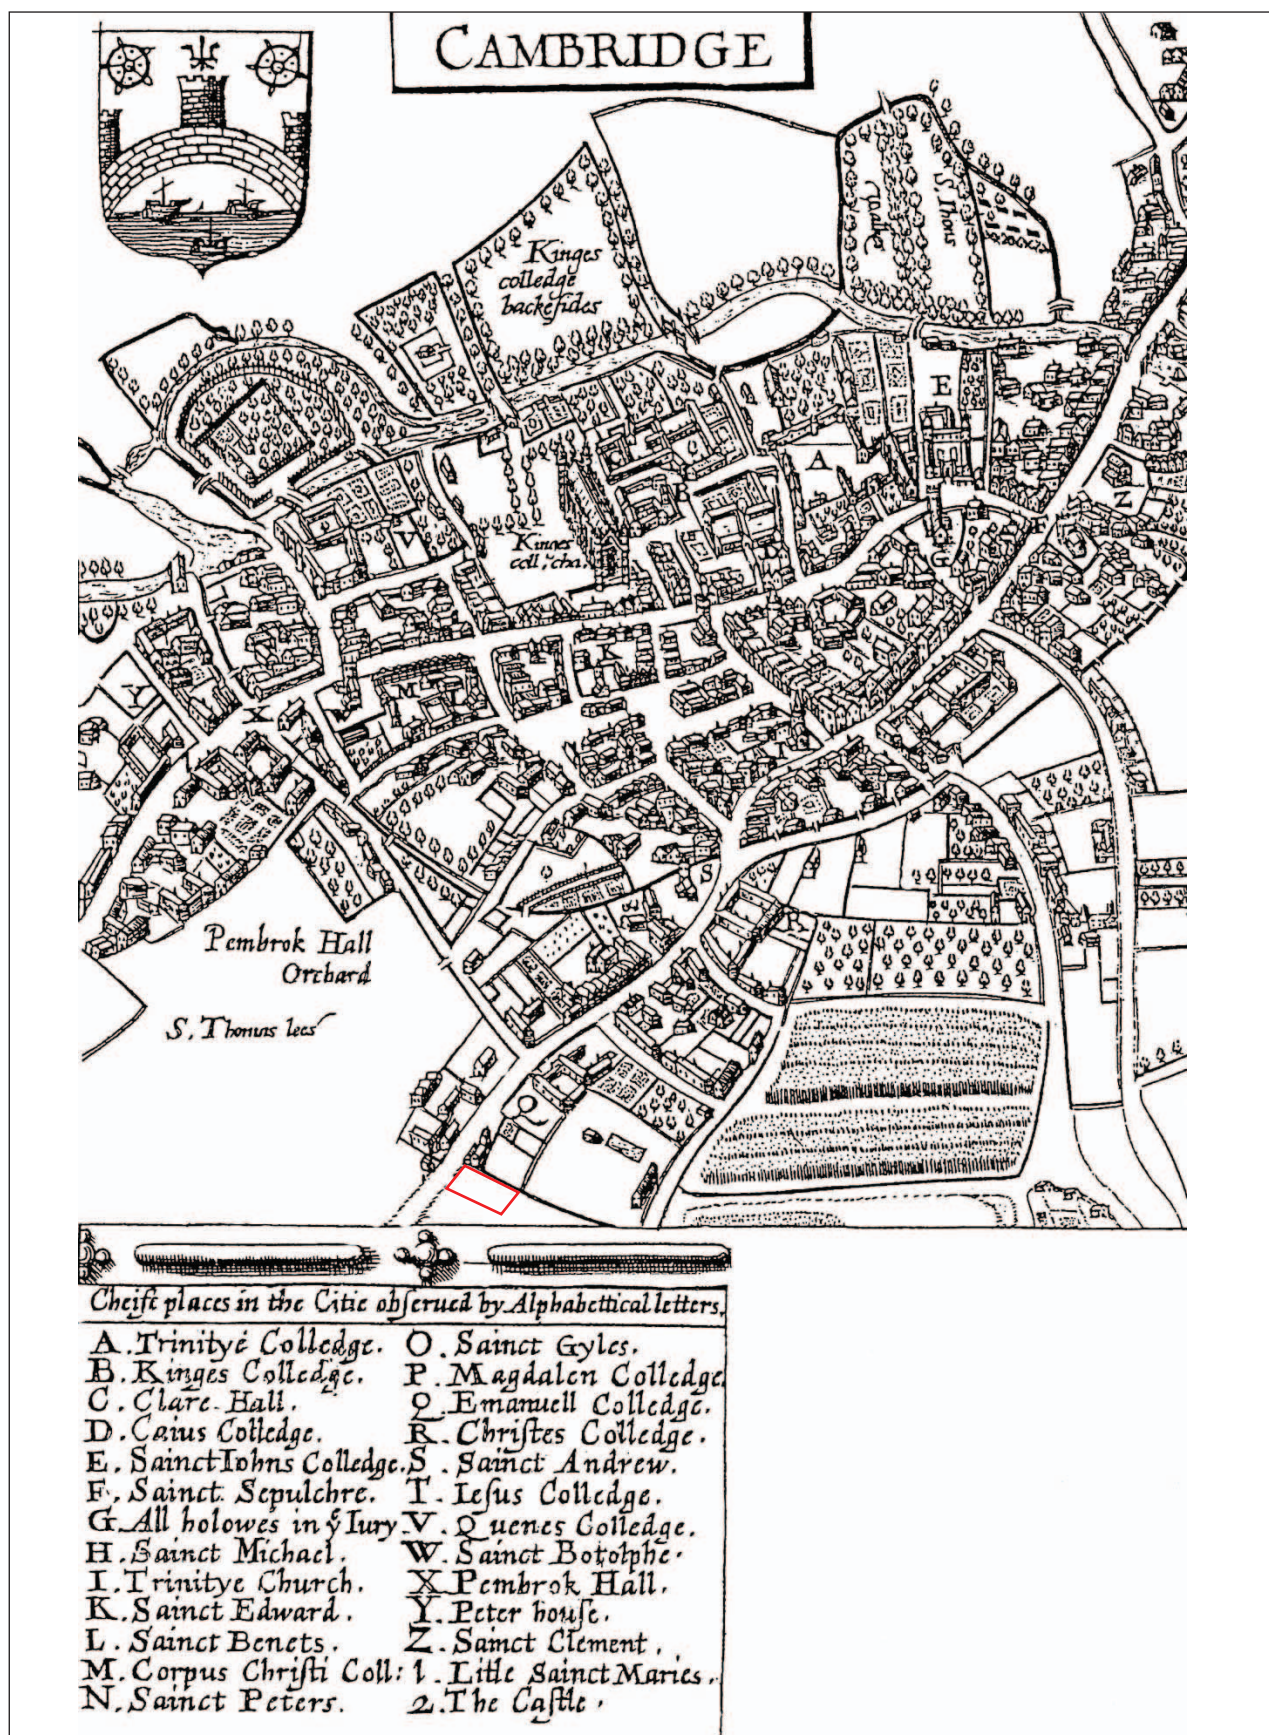 CAMBRIDGE
Kinges
colledge
backesides
S. Ihons
walkes
E
A
Z
B
V
Kinges
coll; cha.
D
F
G
H
K
M
L
W
Y
X
I
S
R
Pembrok Hall
Orchard
S. Thomas lees
Q
Cheife places in the Citie obserued by Alphabetticall letters.
A. Trinitye Colledge.
B. Kinges Colledge.
C. Clare Hall.
D. Caius Colledge.
E. Sainct Iohns Colledge.
F. Sainct Sepulchre.
G. All holowes in yͤ Iury
H. Sainct Michael.
I. Trinitye Church.
K. Sainct Edward.
L. Sainct Benets.
M. Corpus Christi Coll:
N. Sainct Peters.
O. Sainct Gyles.
P. Magdalen Colledge.
Q. Emanuell Colledge.
R. Christes Colledge.
S. Sainct Andrew.
T. Iesus Colledge.
V. Quenes Colledge.
W. Sainct Botolphe.
X. Pembrok Hall.
Y. Peter house.
Z. Sainct Clement.
1. Litle Sainct Maries.
2. The Castle.